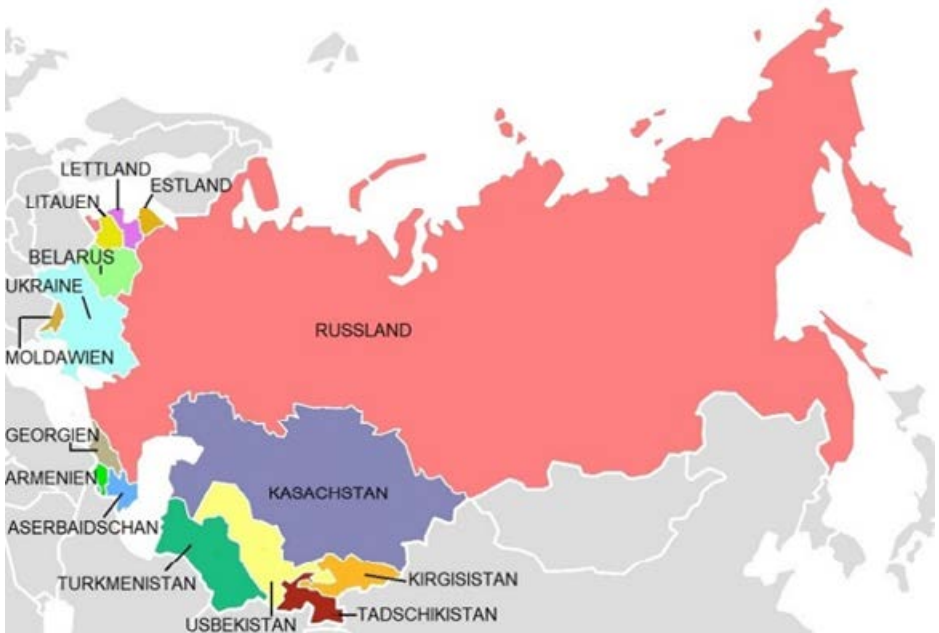 LETTLAND
ESTLAND
LITAUEN
BELARUS
UKRAINE
RUSSLAND
MOLDAWIEN
GEORGIEN
ARMENIEN
KASACHSTAN
ASERBAIDSCHAN
TURKMENISTAN
KIRGISISTAN
USBEKISTAN
TADSCHIKISTAN